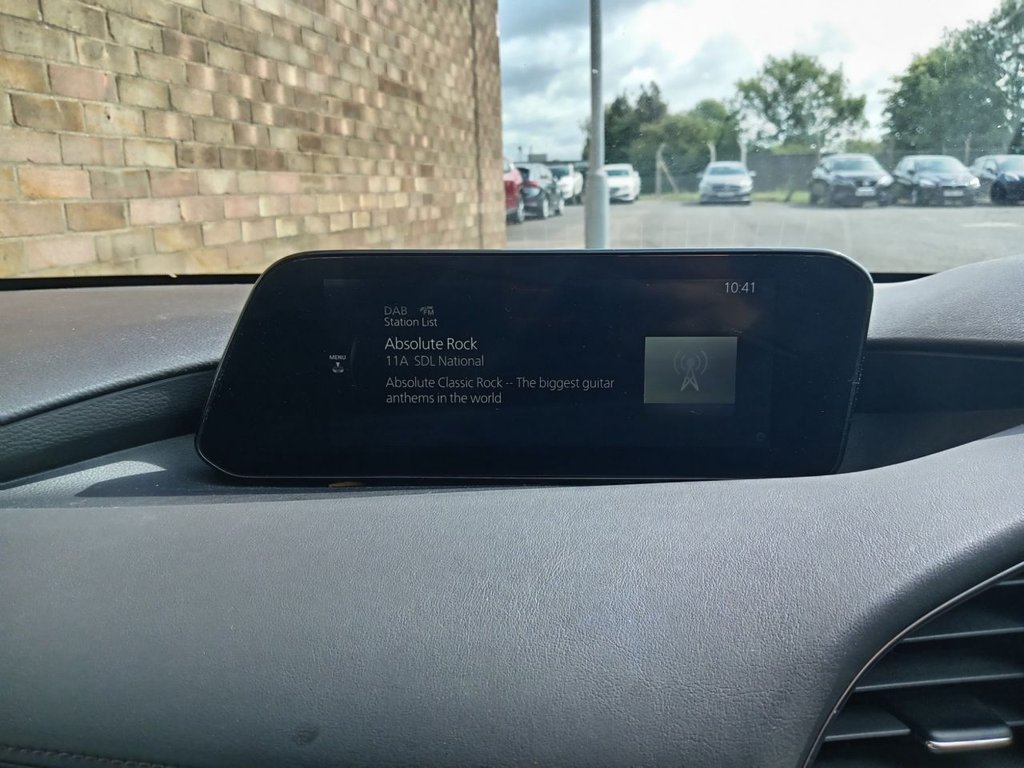 10:41
DAB FM
Station List
MENU
Absolute Rock
11A SDL National
Absolute Classic Rock -- The biggest guitar
anthems in the world